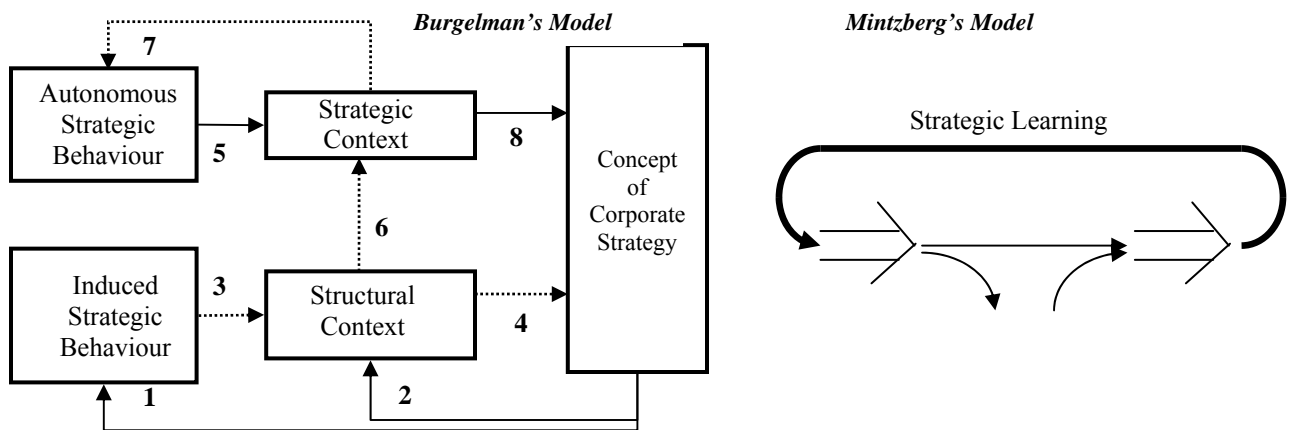 Burgelman's Model
7
Autonomous
Strategic
Behaviour
5
Strategic
Context
8
Concept
of
Corporate
Strategy
6
Induced
Strategic
Behaviour
3
Structural
Context
4
1
2
Mintzberg's Model
Strategic Learning